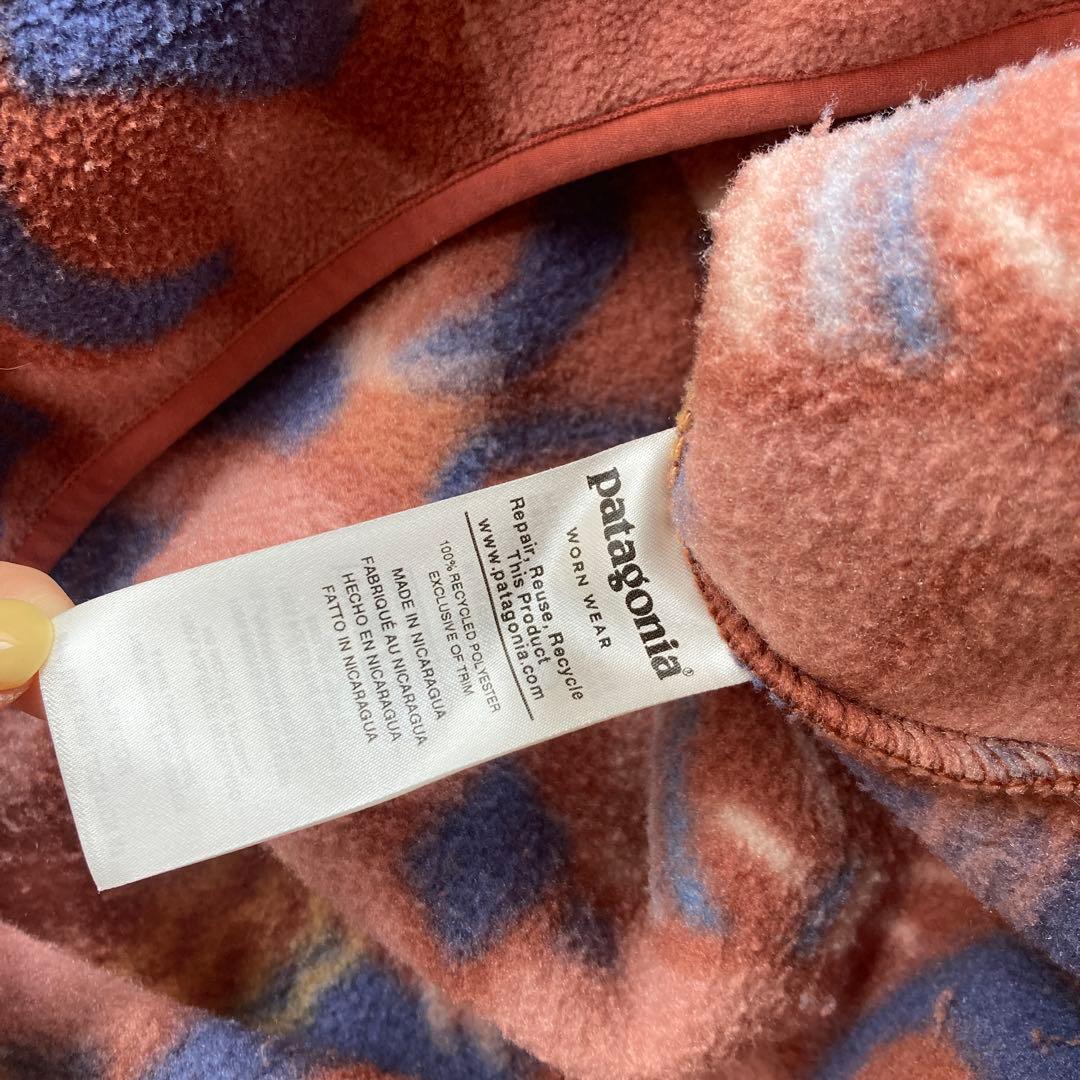 patagonia®
WORN WEAR
Repair, Reuse, Recycle
This Product
www.patagonia.com
100% RECYCLED POLYESTER
EXCLUSIVE OF TRIM
MADE IN NICARAGUA
FABRIQUÉ AU NICARAGUA
HECHO EN NICARAGUA
FATTO IN NICARAGUA